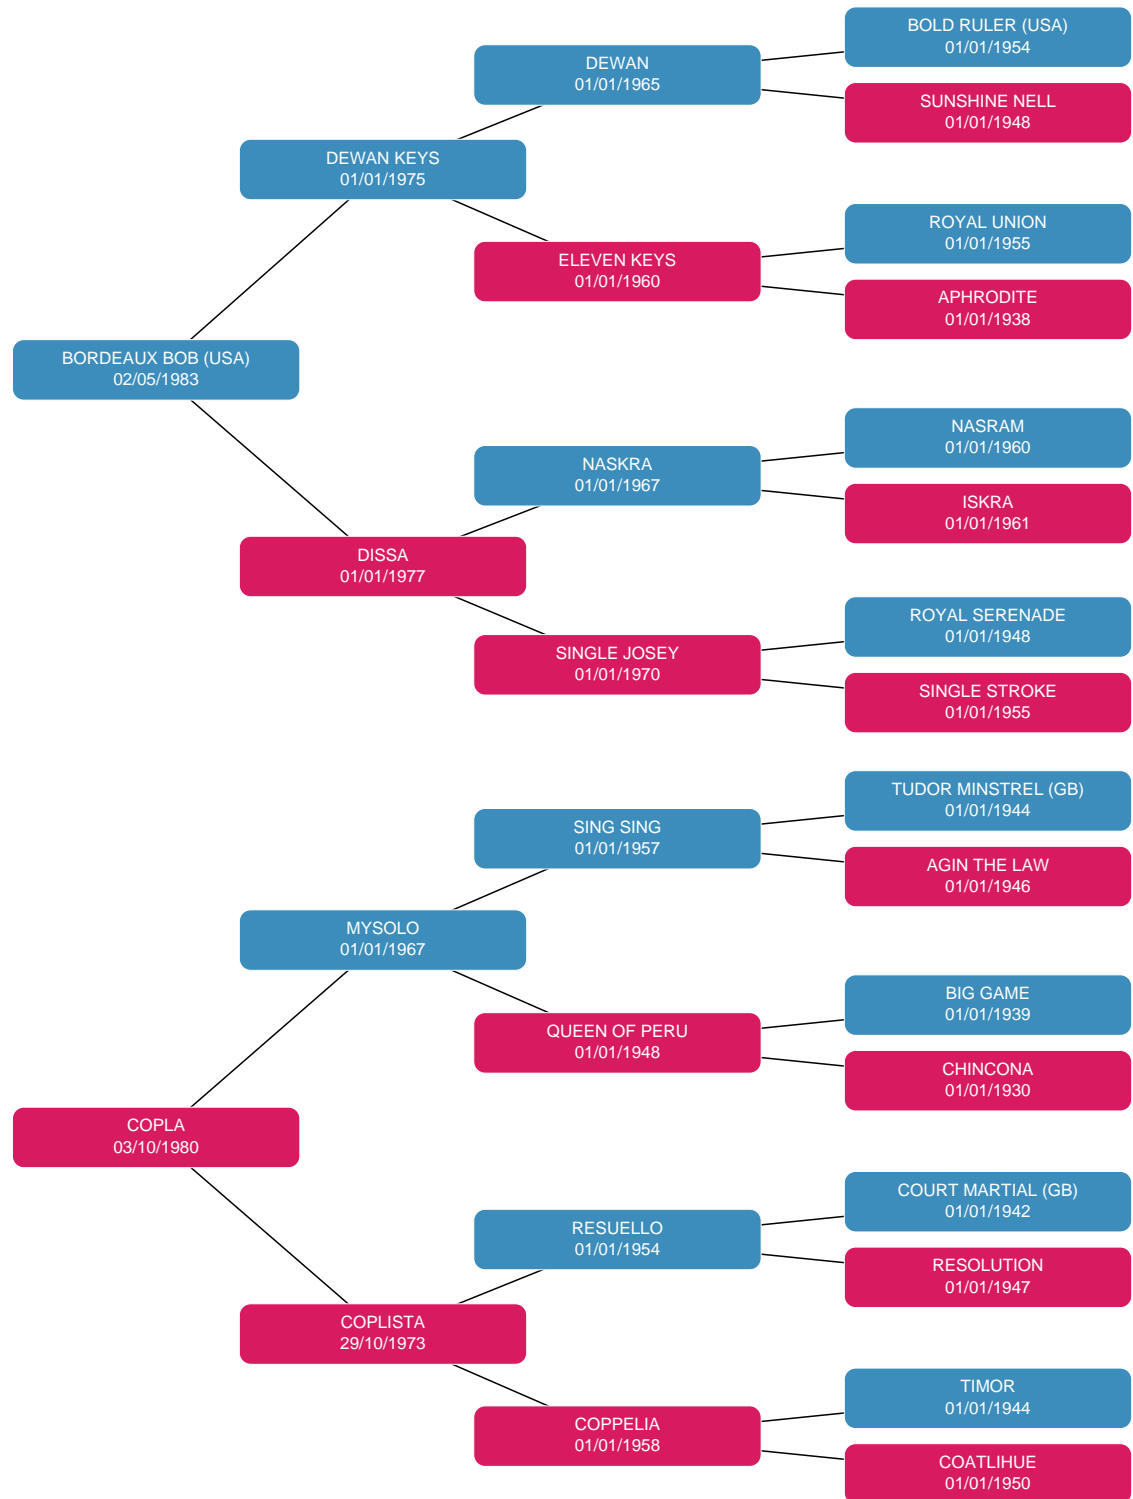 BOLD RULER (USA)
01/01/1954
DEWAN
01/01/1965
SUNSHINE NELL
01/01/1948
DEWAN KEYS
01/01/1975
ROYAL UNION
01/01/1955
ELEVEN KEYS
01/01/1960
APHRODITE
01/01/1938
BORDEAUX BOB (USA)
02/05/1983
NASRAM
01/01/1960
NASKRA
01/01/1967
ISKRA
01/01/1961
DISSA
01/01/1977
ROYAL SERENADE
01/01/1948
SINGLE JOSEY
01/01/1970
SINGLE STROKE
01/01/1955
TUDOR MINSTREL (GB)
01/01/1944
SING SING
01/01/1957
AGIN THE LAW
01/01/1946
MYSOLO
01/01/1967
BIG GAME
01/01/1939
QUEEN OF PERU
01/01/1948
CHINCONA
01/01/1930
COPLA
03/10/1980
COURT MARTIAL (GB)
01/01/1942
RESUELLO
01/01/1954
RESOLUTION
01/01/1947
COPLISTA
29/10/1973
TIMOR
01/01/1944
COPPELIA
01/01/1958
COATLIHUE
01/01/1950